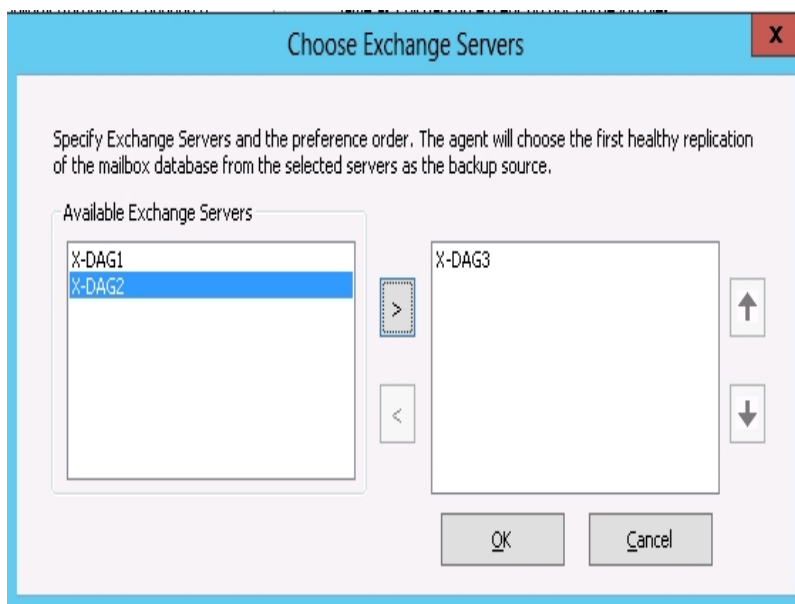 Choose Exchange Servers
X
Specify Exchange Servers and the preference order. The agent will choose the first healthy replication
of the mailbox database from the selected servers as the backup source.
Available Exchange Servers
X-DAG1
X-DAG2
>
<
X-DAG3
OK
Cancel